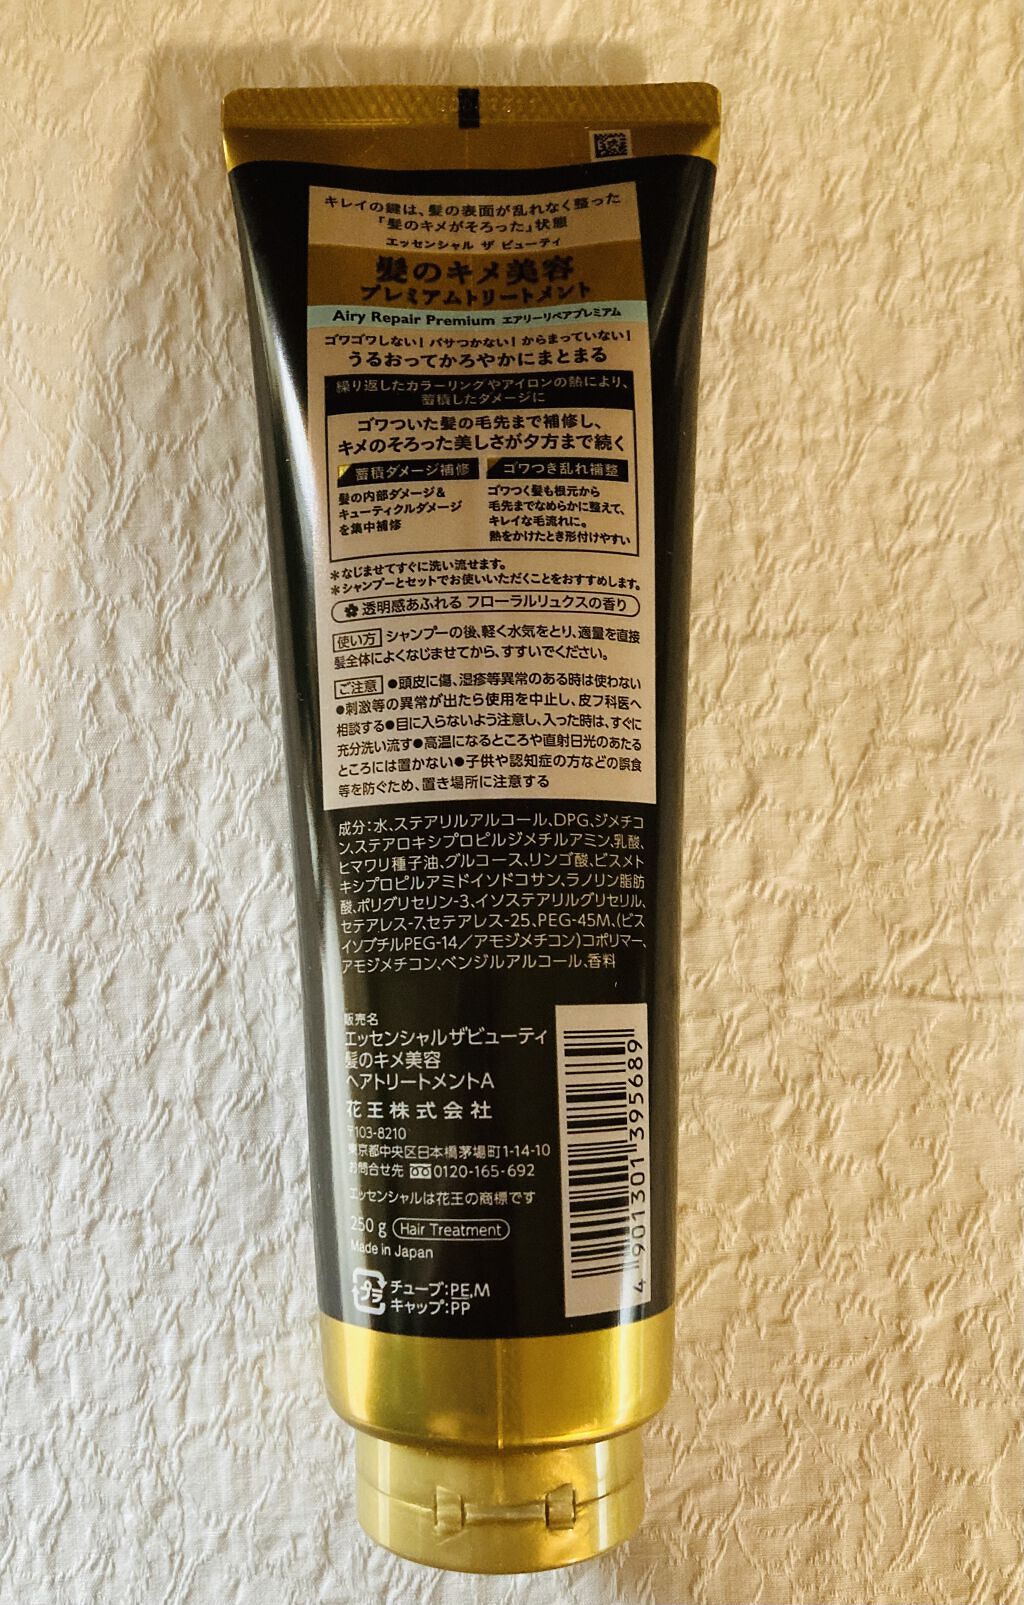 キレイの鍵は、髪の表面が乱れなく整った
「髪のキメがそろった」状態
エッセンシャル ザ ビューティ
髪のキメ美容
プレミアムトリートメント
Airy Repair Premium エアリーリペアプレミアム
ゴワゴワしない! パサつかない! からまっていない!
うるおってかろやかにまとまる
繰り返したカラーリングやアイロンの熱により、
蓄積したダメージに
ゴワついた髪の毛先まで補修し、
キメのそろった美しさが夕方まで続く
蓄積ダメージ補修
髪の内部ダメージ&
キューティクルダメージ
を集中補修
ゴワつき乱れ補整
ゴワつく髪も根元から
毛先までなめらかに整えて、
キレイな毛流れに。
熱をかけたとき形付けやすい
*なじませてすぐに洗い流せます。
*シャンプーとセットでお使いいただくことをおすすめします。
透明感あふれる フローラルリュクスの香り
使い方 シャンプーの後、軽く水気をとり、適量を直接
髪全体によくなじませてから、すすいでください。
ご注意 ●頭皮に傷、湿疹等異常のある時は使わない
●刺激等の異常が出たら使用を中止し、皮フ科医へ
相談する●目に入らないよう注意し、入った時は、すぐに
充分洗い流す●高温になるところや直射日光のあたる
ところには置かない●子供や認知症の方などの誤食
等を防ぐため、置き場所に注意する
成分:水、ステアリルアルコール、DPG、ジメチコ
ン、ステアロキシプロピルジメチルアミン、乳酸、
ヒマワリ種子油、グルコース、リンゴ酸、ビスメト
キシプロピルアミドイソドコサン、ラノリン脂肪
酸、ポリグリセリン-3、イソステアリルグリセリル、
セテアレス-7、セテアレス-25、PEG-45M、(ビス
イソブチルPEG-14/アモジメチコン)コポリマー、
アモジメチコン、ベンジルアルコール、香料
販売名
エッセンシャルザビューティ
髪のキメ美容
ヘアトリートメントA
花王株式会社
〒103-8210
東京都中央区日本橋茅場町1-14-10
お問合せ先 0120-165-692
エッセンシャルは花王の商標です
250 g Hair Treatment
Made in Japan
プラ チューブ:PE,M
キャップ:PP
4 901301 395689